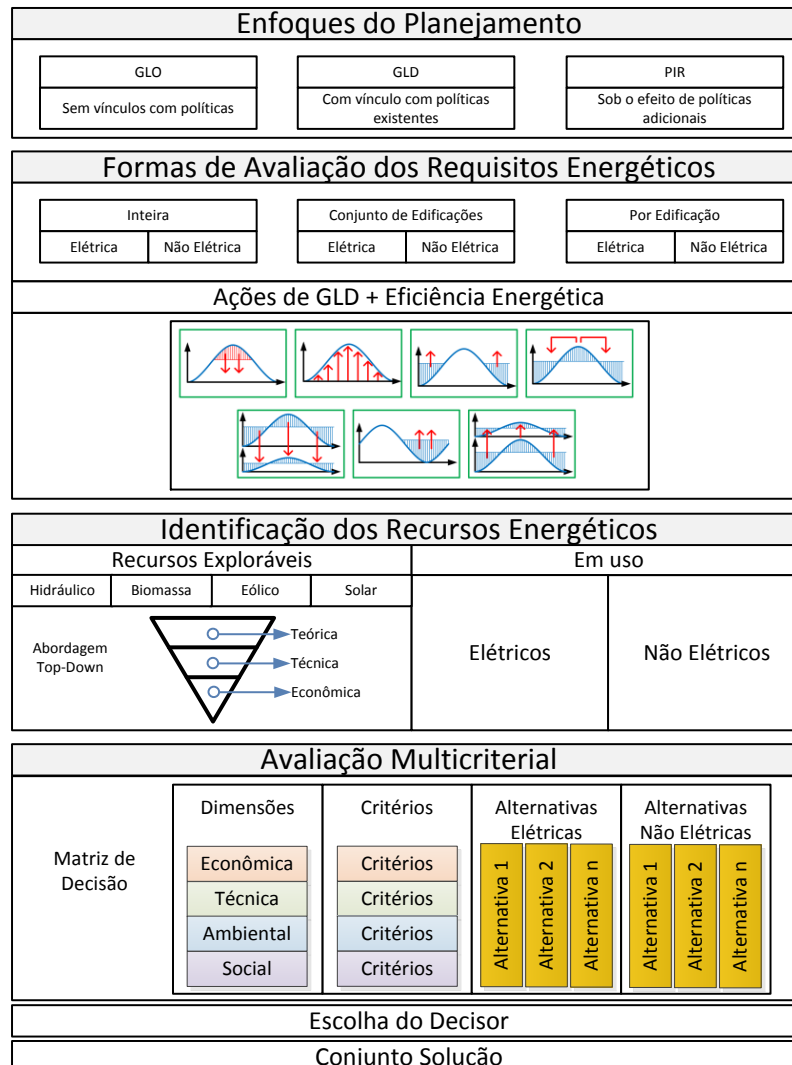 Enfoques do Planejamento
GLO
GLD
PIR
Sem vínculos com políticas
Com vínculo com políticas
existentes
Sob o efeito de políticas
adicionais
Formas de Avaliação dos Requisitos Energéticos
Inteira
Conjunto de Edificações
Por Edificação
Elétrica
Não Elétrica
Elétrica
Não Elétrica
Elétrica
Não Elétrica
Ações de GLD + Eficiência Energética
Identificação dos Recursos Energéticos
Recursos Exploráveis
Em uso
Hidráulico
Biomassa
Eólico
Solar
Abordagem
Top-Down
Teórica
Técnica
Econômica
Elétricos
Não Elétricos
Avaliação Multicriterial
Matriz de
Decisão
Dimensões
Econômica
Técnica
Ambiental
Social
Critérios
Critérios
Critérios
Critérios
Critérios
Alternativas
Elétricas
Alternativa 1
Alternativa 2
Alternativa n
Alternativas
Não Elétricas
Alternativa 1
Alternativa 2
Alternativa n
Escolha do Decisor
Conjunto Solução